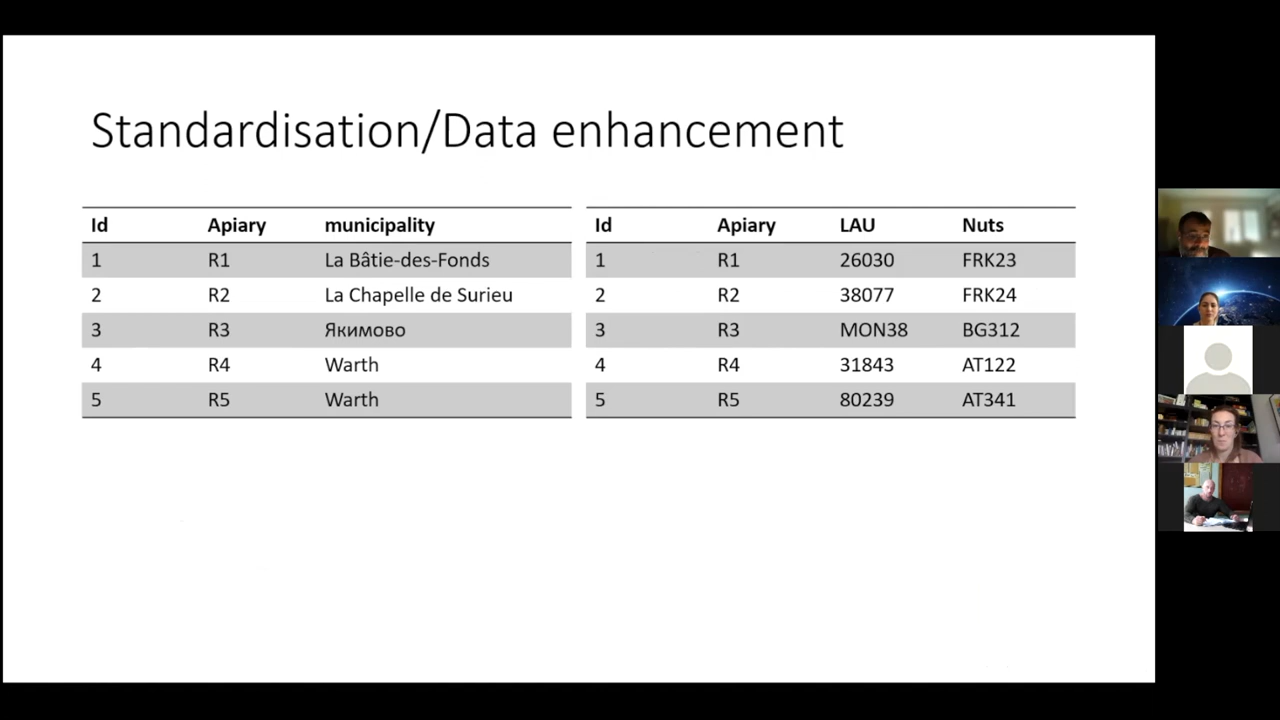 Standardisation/Data enhancement
Id Apiary municipality
1 R1 La Bâtie-des-Fonds
2 R2 La Chapelle de Surieu
3 R3 Якимово
4 R4 Warth
5 R5 Warth
Id Apiary LAU Nuts
1 R1 26030 FRK23
2 R2 38077 FRK24
3 R3 MON38 BG312
4 R4 31843 AT122
5 R5 80239 AT341